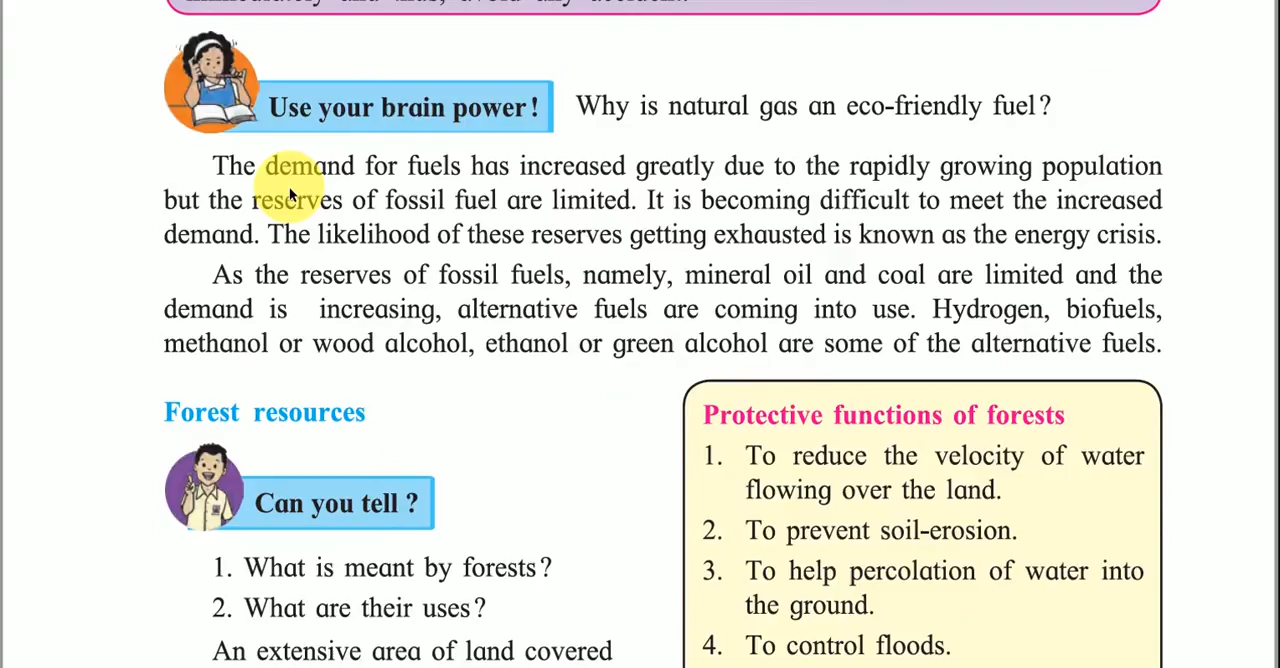 immediately and thus, avoid any accident.
Use your brain power! Why is natural gas an eco-friendly fuel?
The demand for fuels has increased greatly due to the rapidly growing population
but the reserves of fossil fuel are limited. It is becoming difficult to meet the increased
demand. The likelihood of these reserves getting exhausted is known as the energy crisis.
As the reserves of fossil fuels, namely, mineral oil and coal are limited and the
demand is increasing, alternative fuels are coming into use. Hydrogen, biofuels,
methanol or wood alcohol, ethanol or green alcohol are some of the alternative fuels.
Forest resources
Can you tell ?
1. What is meant by forests?
2. What are their uses?
An extensive area of land covered
Protective functions of forests
1. To reduce the velocity of water
flowing over the land.
2. To prevent soil-erosion.
3. To help percolation of water into
the ground.
4. To control floods.